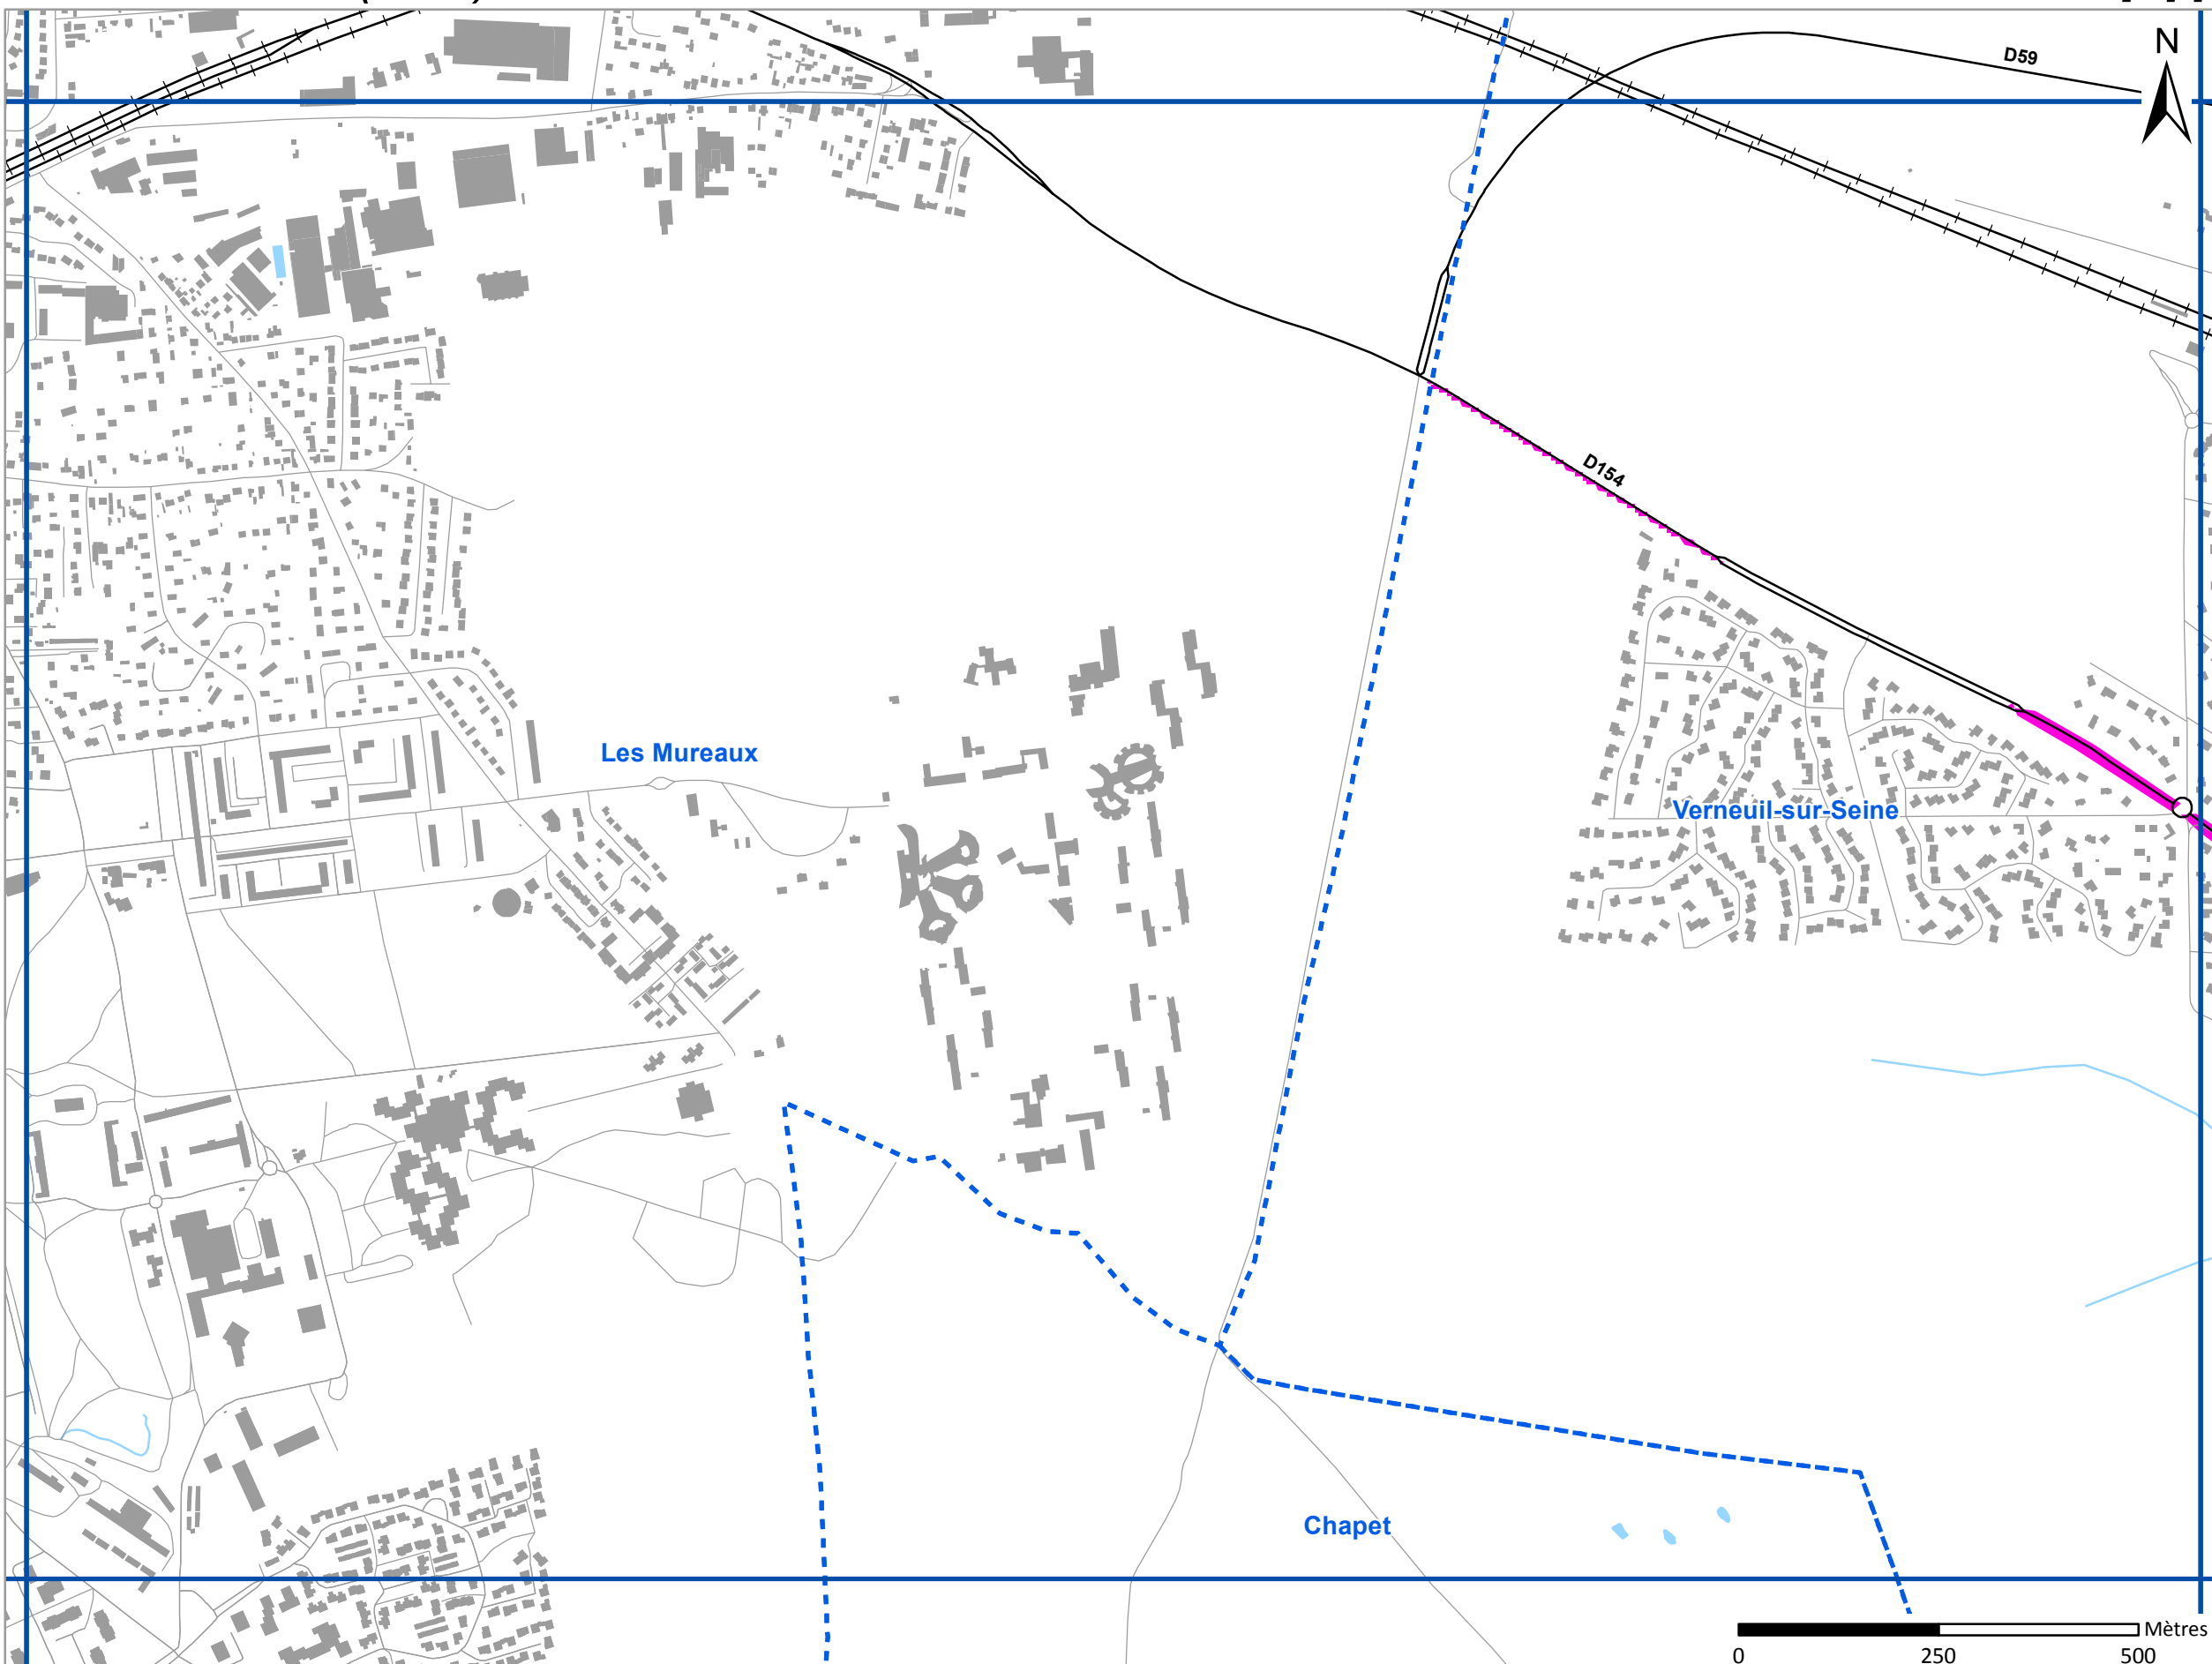 N
D59
D154
Les Mureaux
Verneuil-sur-Seine
Chapet
Mètres
0 250 500